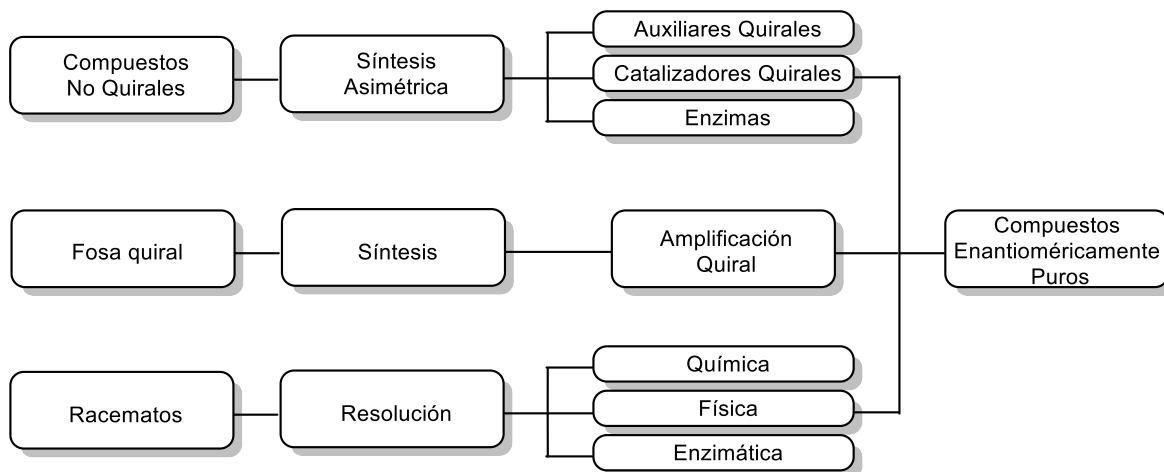 Compuestos
No Quirales
Síntesis
Asimétrica
Auxiliares Quirales
Catalizadores Quirales
Enzimas
Fosa quiral
Síntesis
Amplificación
Quiral
Compuestos
Enantioméricamente
Puros
Racematos
Resolución
Química
Física
Enzimática